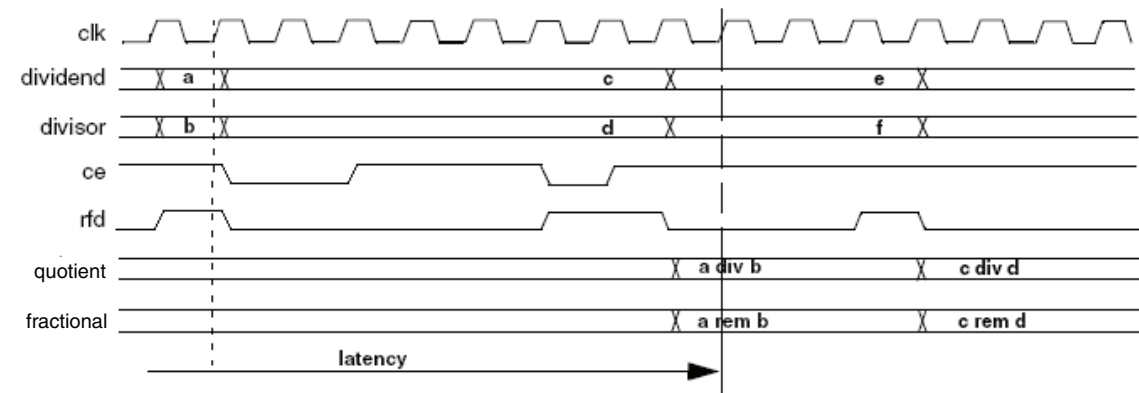 clk
dividend a c e
divisor b d f
ce
rfd
quotient a div b c div d
fractional a rem b c rem d
latency